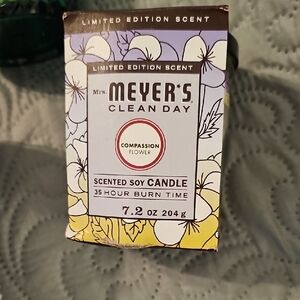 LIMITED EDITION SCENT
LIMITED EDITION SCENT
Mrs. MEYER'S
CLEAN DAY
COMPASSION
FLOWER
SCENTED SOY CANDLE
35 HOUR BURN TIME
7.2 OZ 204 g